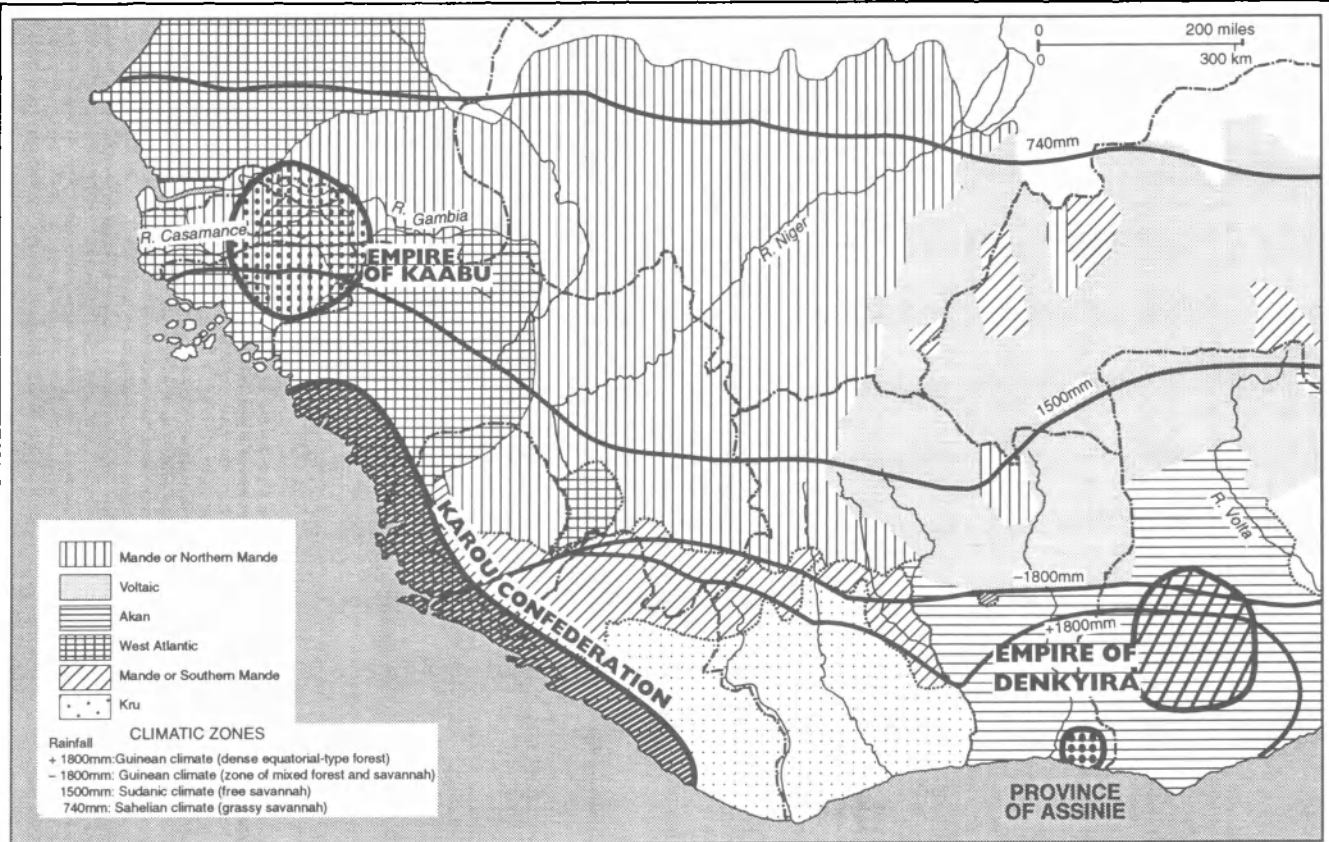 0 200 miles
0 300 km
740mm
R. Casamance
R. Gambia
EMPIRE
OF KAABU
R. Niger
1500mm
R. Volta
KAROU CONFEDERATION
–1800mm
+1800mm
EMPIRE OF
DENKYIRA
PROVINCE
OF ASSINIE
Mande or Northern Mande
Voltaic
Akan
West Atlantic
Mande or Southern Mande
Kru
CLIMATIC ZONES
Rainfall
+ 1800mm: Guinean climate (dense equatorial-type forest)
– 1800mm: Guinean climate (zone of mixed forest and savannah)
1500mm: Sudanic climate (free savannah)
740mm: Sahelian climate (grassy savannah)